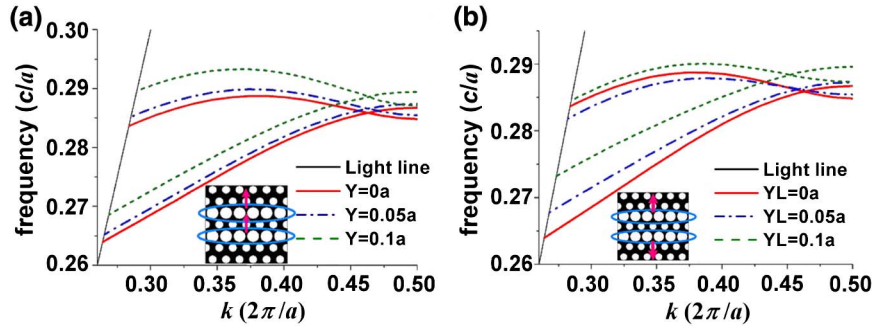 (a)
frequency (c/a)
0.30
0.29
0.28
0.27
0.26
0.30
0.35
0.40
0.45
0.50
k (2π/a)
Light line
Y=0a
Y=0.05a
Y=0.1a
(b)
frequency (c/a)
0.30
0.29
0.28
0.27
0.26
0.30
0.35
0.40
0.45
0.50
k (2π/a)
Light line
YL=0a
YL=0.05a
YL=0.1a